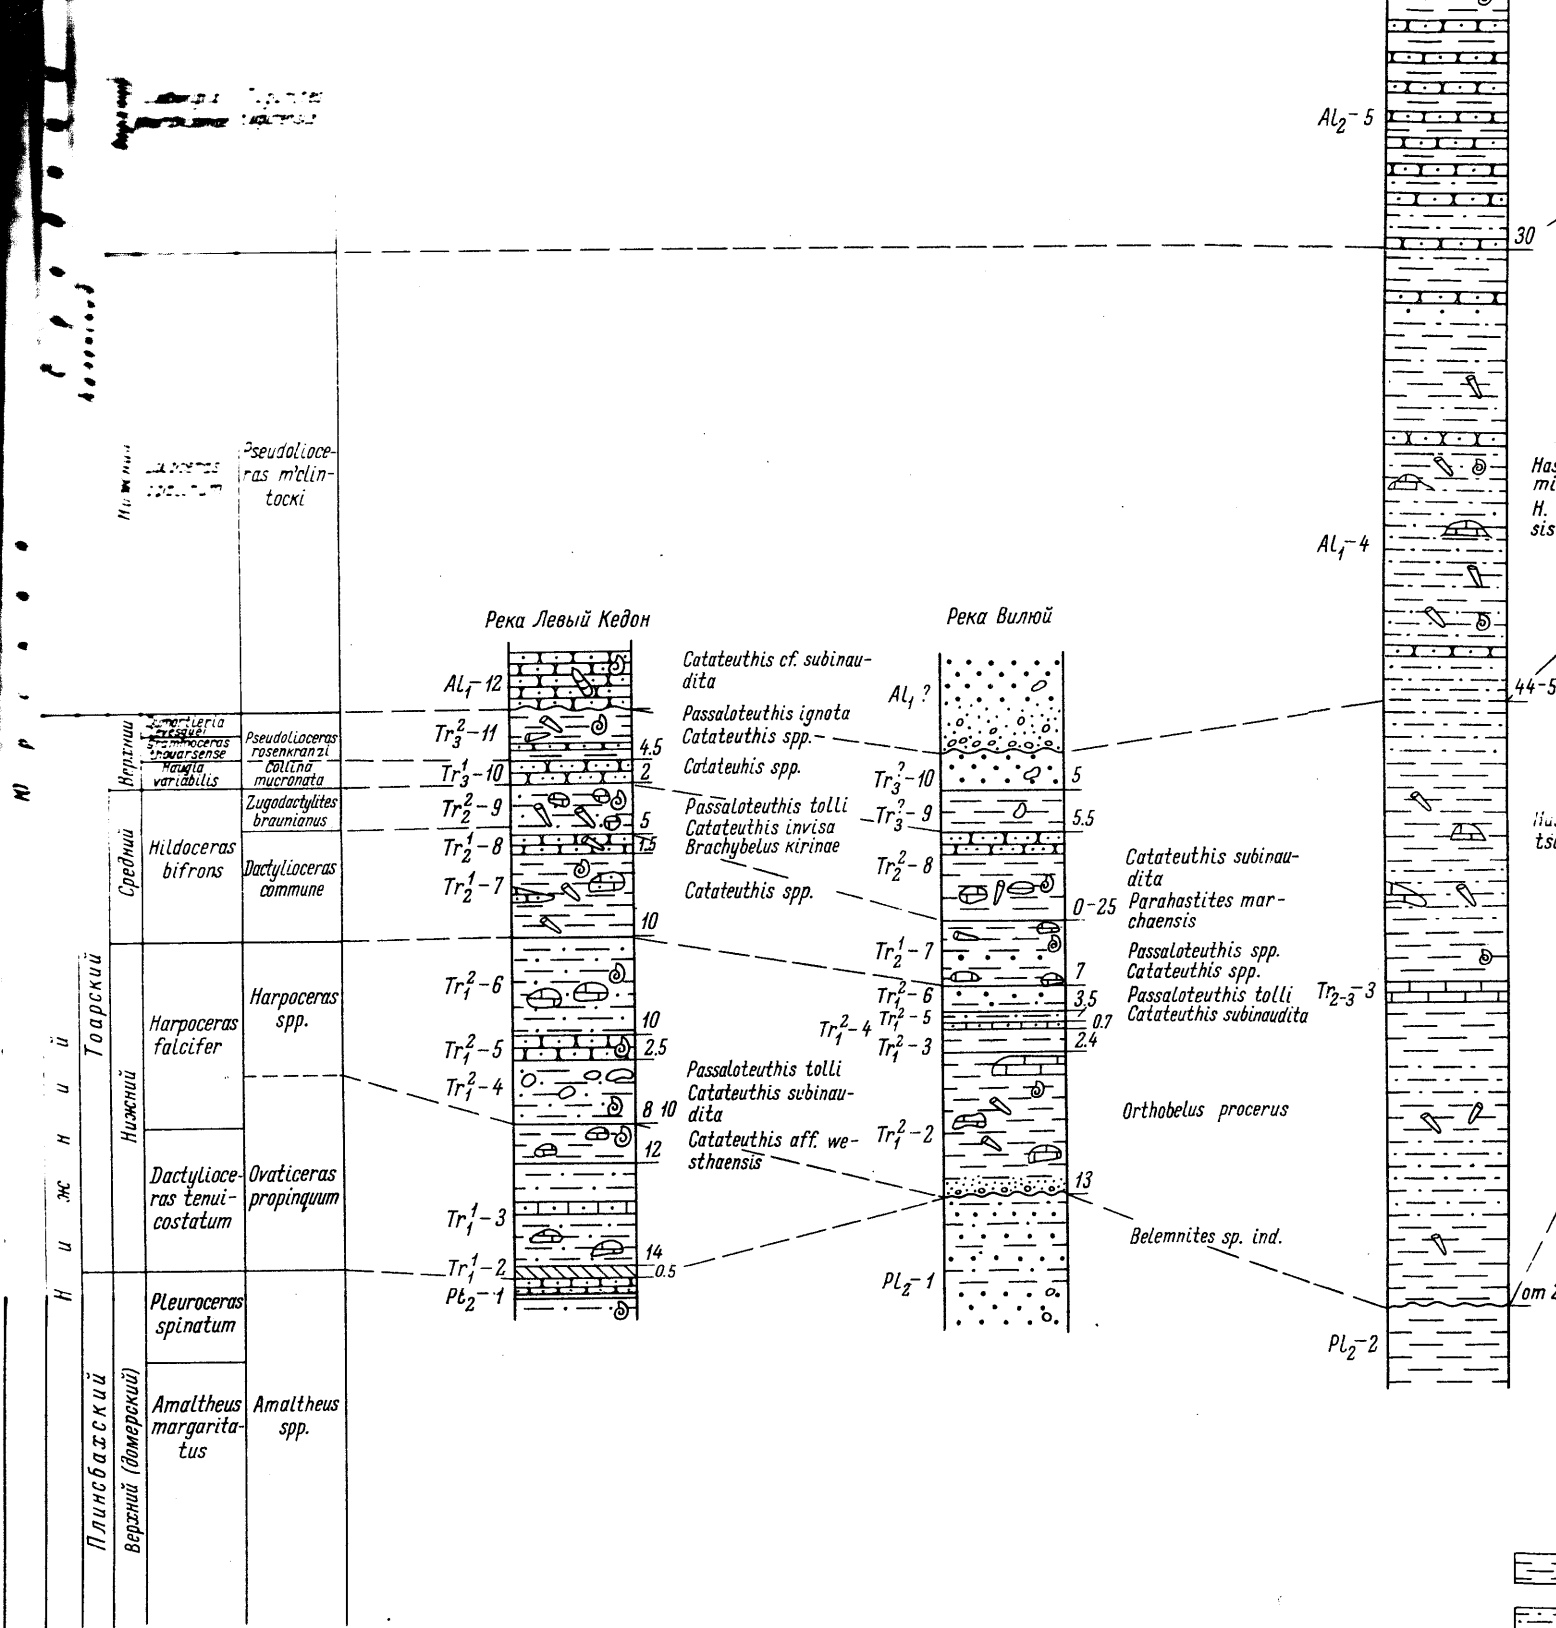 Юр
Нижний
Плинсбахский
Тоарский
Верхний (домерский)
Нижний
Средний
Верхний
Pseudolioce-
ras m'clin-
tocki
thouarsense
variabilis
Pseudolioceras
rosenkranzi
Collina
mucronata
Hildoceras
bifrons
Zugodactylites
braunianus
Dactylioceras
commune
Harpoceras
falcifer
Harpoceras
spp.
Dactylioce-
ras tenui-
costatum
Ovaticeras
propinquum
Pleuroceras
spinatum
Amaltheus
margarita-
tus
Amaltheus
spp.
Река Левый Кедон
Al₁-12
Tr₃²-11
Tr₃¹-10
Tr₂²-9
Tr₂¹-8
Tr₂¹-7
Tr₁²-6
Tr₁²-5
Tr₁²-4
Tr₁¹-3
Tr₁¹-2
Pl₂-1
4.5
2
5
1.5
10
10
2.5
8 10
12
14
0.5
Catateuthis cf. subinau-
dita
Passaloteuthis ignota
Catateuthis spp.
Catateuhis spp.
Passaloteuthis tolli
Catateuthis invisa
Brachybelus kirinae
Catateuthis spp.
Passaloteuthis tolli
Catateuthis subinau-
dita
Catateuthis aff. we-
sthaensis
Река Вилюй
Al₁ ?
Tr₃?-10
Tr₃?-9
Tr₂²-8
Tr₂¹-7
Tr₁²-6
Tr₁²-5
Tr₁²-4
Tr₁²-3
Tr₁²-2
Pl₂-1
5
5.5
0-25
7
3.5
1
0.7
2.4
13
Catateuthis subinau-
dita
Parahastites mar-
chaensis
Passaloteuthis spp.
Catateuthis spp.
Passaloteuthis tolli
Catateuthis subinaudita
Orthobelus procerus
Belemnites sp. ind.
Al₂-5
Al₁-4
Tr₂₋₃-3
Pl₂-2
30
44-5
от 2
Has
mi
H.
sis